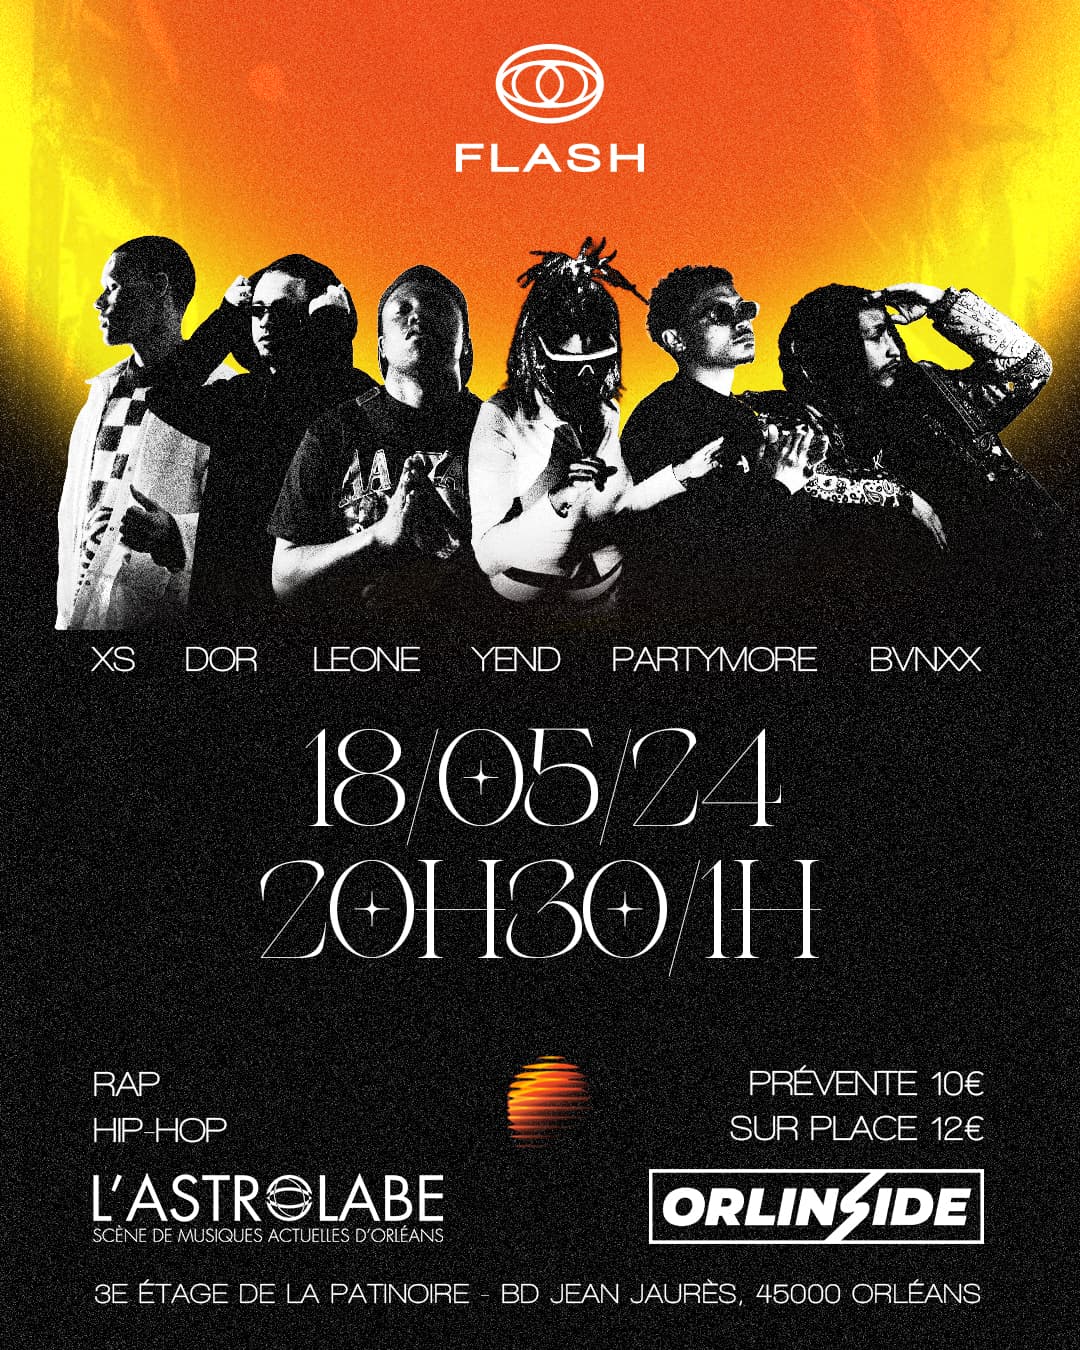 FLASH
XS DOR LEONE YEND PARTYMORE BVNXX
18/05/24
20H30/1H
RAP
HIP-HOP
PRÉVENTE 10€
SUR PLACE 12€
L'ASTROLABE
SCÈNE DE MUSIQUES ACTUELLES D'ORLÉANS
ORLINSIDE
3E ÉTAGE DE LA PATINOIRE - BD JEAN JAURÈS, 45000 ORLÉANS